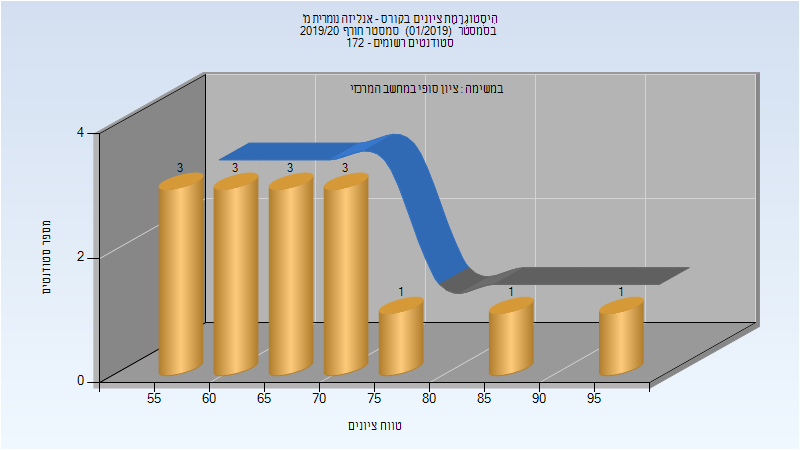 היסטוגרמת ציונים בקורס - אנליזה נומרית מ'
בסמסטר (01/2019) סמסטר חורף 2019/20
סטודנטים רשומים - 172
במשימה : ציון סופי במחשב המרכזי
4
2
0
מספר סטודנטים
3 3 3 3 1 1 1
55 60 65 70 75 80 85 90 95
טווח ציונים